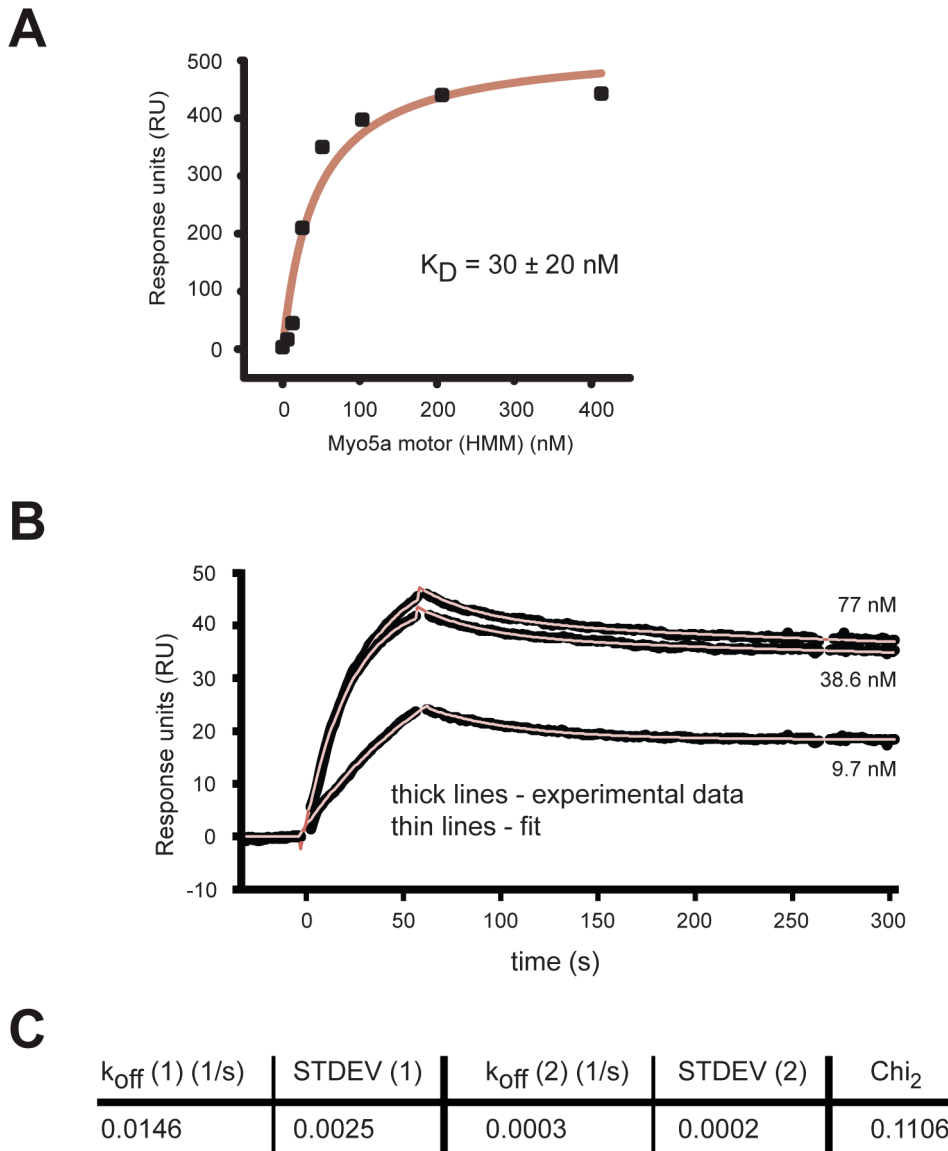 A
500
400
300
200
100
0
Response units (RU)
K_D = 30 ± 20 nM
0 100 200 300 400
Myo5a motor (HMM) (nM)
B
50
40
30
20
10
0
-10
Response units (RU)
77 nM
38.6 nM
9.7 nM
thick lines - experimental data
thin lines - fit
0 50 100 150 200 250 300
time (s)
C
k_off (1) (1/s) STDEV (1) k_off (2) (1/s) STDEV (2) Chi_2
0.0146 0.0025 0.0003 0.0002 0.1106